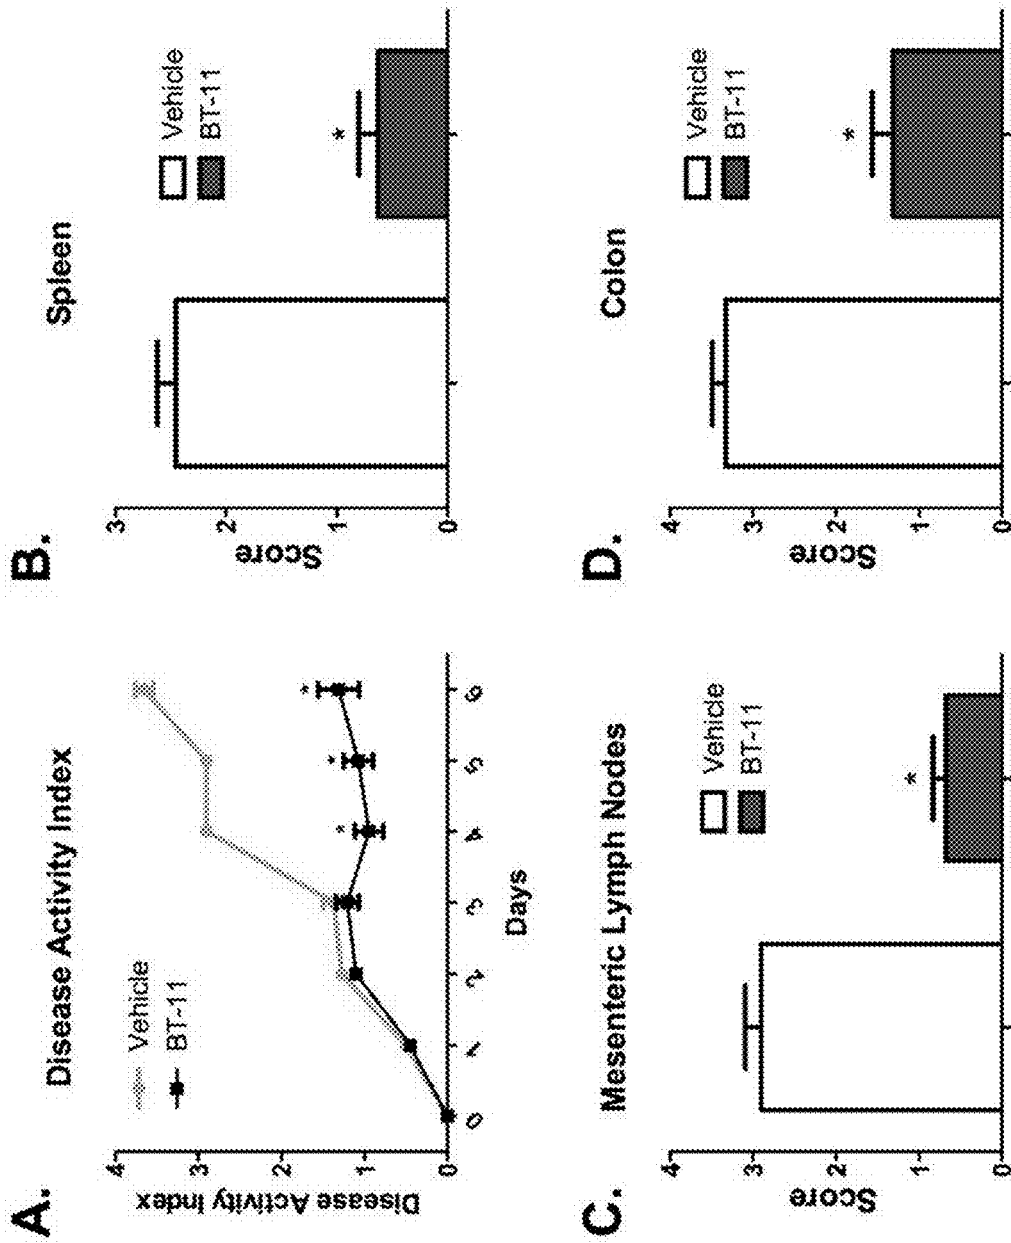 A.
Disease Activity Index
Vehicle
BT-11
Disease Activity Index
4
3
2
1
0
0
1
2
3
4
5
6
*
*
*
Days
B.
Spleen
Vehicle
BT-11
Score
3
2
1
0
*
C.
Mesenteric Lymph Nodes
Vehicle
BT-11
Score
4
3
2
1
0
*
D.
Colon
Vehicle
BT-11
Score
4
3
2
1
0
*